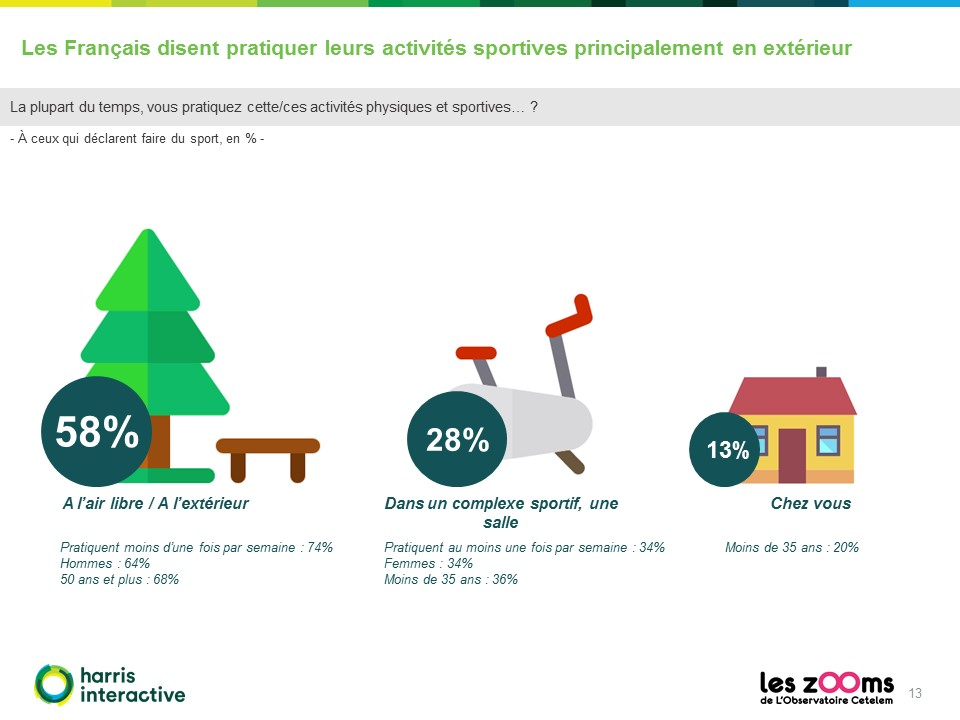 Les Français disent pratiquer leurs activités sportives principalement en extérieur
La plupart du temps, vous pratiquez cette/ces activités physiques et sportives… ?
- À ceux qui déclarent faire du sport, en % -
58%
28%
13%
A l’air libre / A l’extérieur
Dans un complexe sportif, une
salle
Chez vous
Pratiquent moins d’une fois par semaine : 74%
Hommes : 64%
50 ans et plus : 68%
Pratiquent au moins une fois par semaine : 34%
Femmes : 34%
Moins de 35 ans : 36%
Moins de 35 ans : 20%
harris
interactive
les zooms
de L'Observatoire Cetelem
13